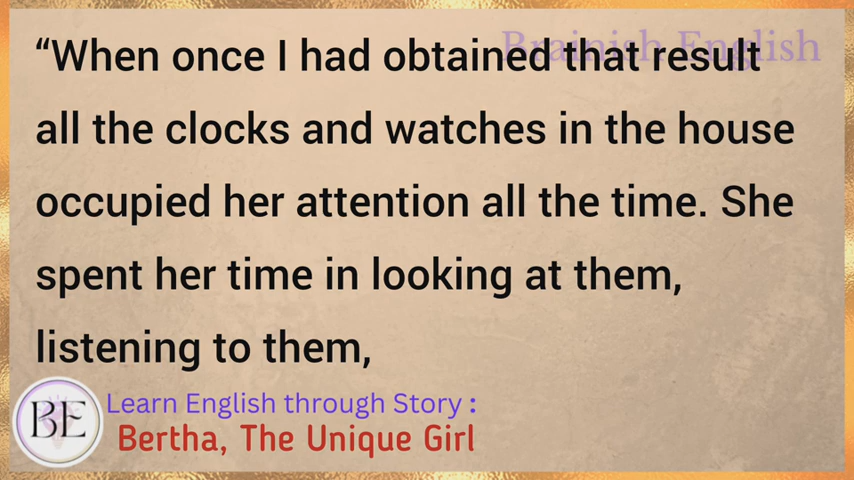 Brainish English
“When once I had obtained that result
all the clocks and watches in the house
occupied her attention all the time. She
spent her time in looking at them,
listening to them,
BE
Learn English through Story :
Bertha, The Unique Girl